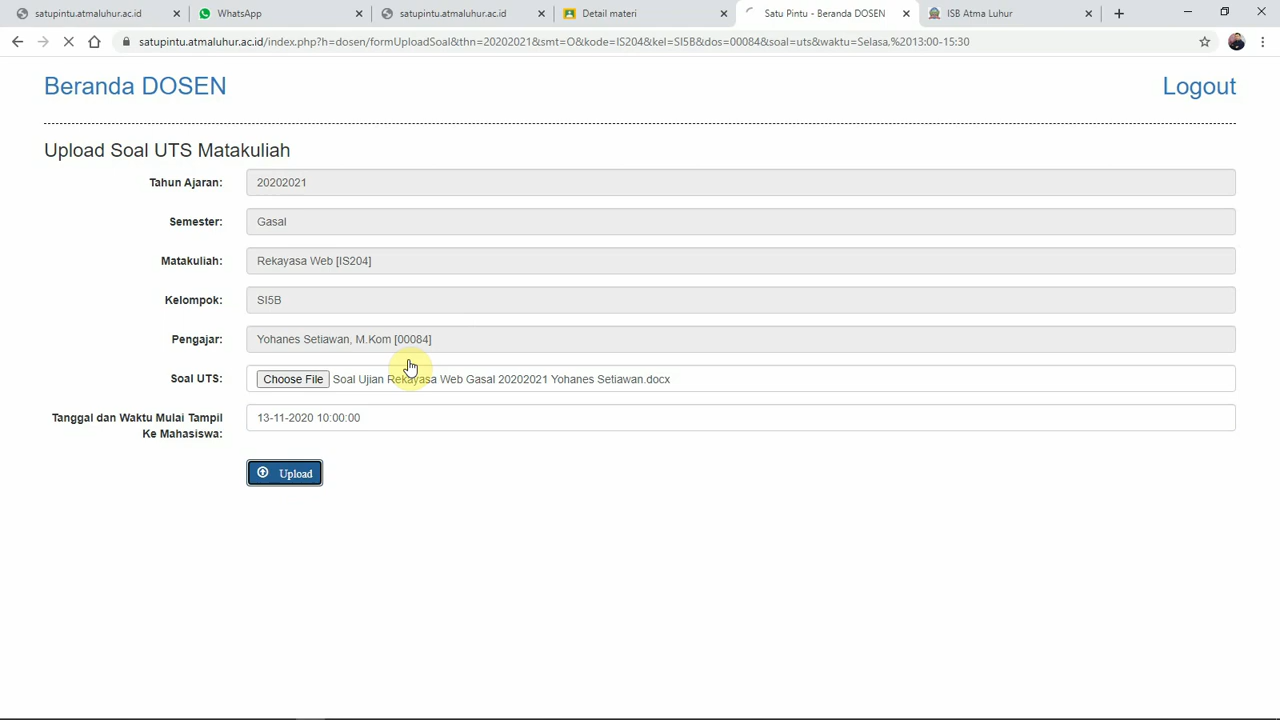 satupintu.atmaluhur.ac.id
WhatsApp
satupintu.atmaluhur.ac.id
Detail materi
Satu Pintu - Beranda DOSEN
ISB Atma Luhur
satupintu.atmaluhur.ac.id/index.php?h=dosen/formUploadSoal&thn=20202021&smt=O&kode=IS204&kel=SI5B&dos=00084&soal=uts&waktu=Selasa,%2013:00-15:30
Beranda DOSEN
Logout
Upload Soal UTS Matakuliah
Tahun Ajaran:
20202021
Semester:
Gasal
Matakuliah:
Rekayasa Web [IS204]
Kelompok:
SI5B
Pengajar:
Yohanes Setiawan, M.Kom [00084]
Soal UTS:
Choose File Soal Ujian Rekayasa Web Gasal 20202021 Yohanes Setiawan.docx
Tanggal dan Waktu Mulai Tampil
Ke Mahasiswa:
13-11-2020 10:00:00
Upload